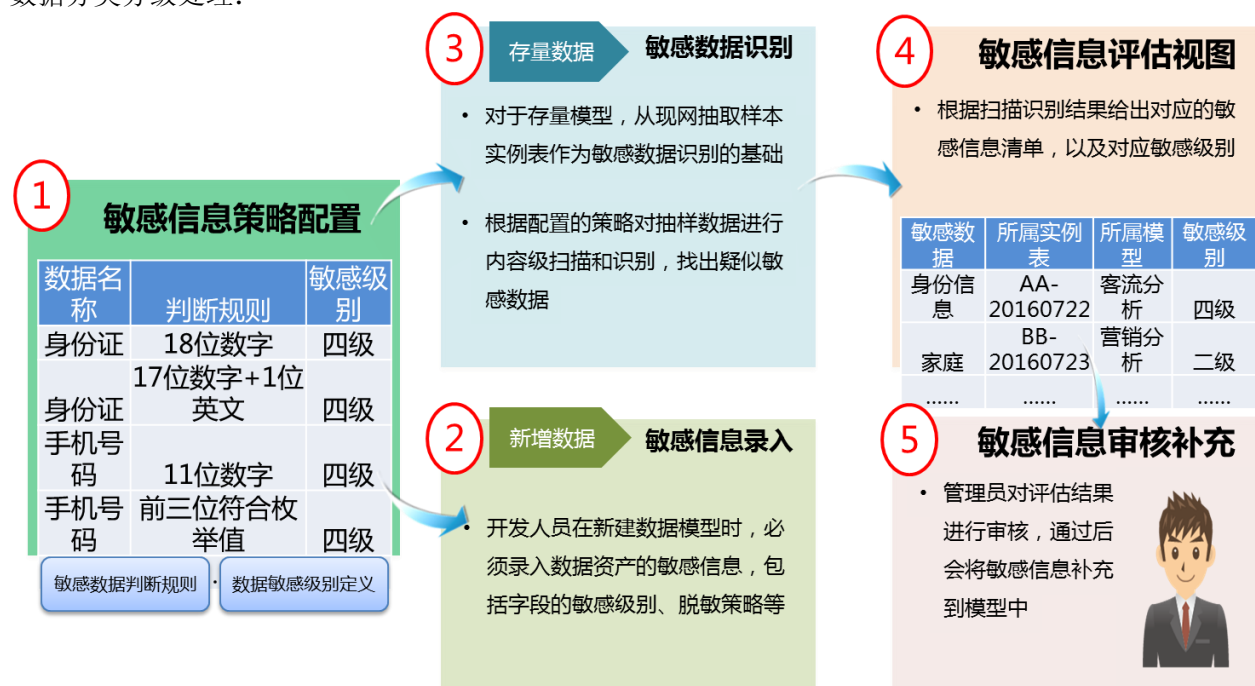 数据分类分级处理:
1
敏感信息策略配置
数据名
称
判断规则
敏感级
别
身份证
18位数字
四级
身份证
17位数字+1位
英文
四级
手机号
码
11位数字
四级
手机号
码
前三位符合枚
举值
四级
敏感数据判断规则
·
数据敏感级别定义
3
存量数据
敏感数据识别
• 对于存量模型，从现网抽取样本
实例表作为敏感数据识别的基础
• 根据配置的策略对抽样数据进行
内容级扫描和识别，找出疑似敏
感数据
2
新增数据
敏感信息录入
• 开发人员在新建数据模型时，必
须录入数据资产的敏感信息，包
括字段的敏感级别、脱敏策略等
4
敏感信息评估视图
• 根据扫描识别结果给出对应的敏
感信息清单，以及对应敏感级别
敏感数
据
所属实例
表
所属模
型
敏感级
别
身份信
息
AA-
20160722
客流分
析
四级
家庭
BB-
20160723
营销分
析
二级
......
......
......
......
5
敏感信息审核补充
• 管理员对评估结果
进行审核，通过后
会将敏感信息补充
到模型中